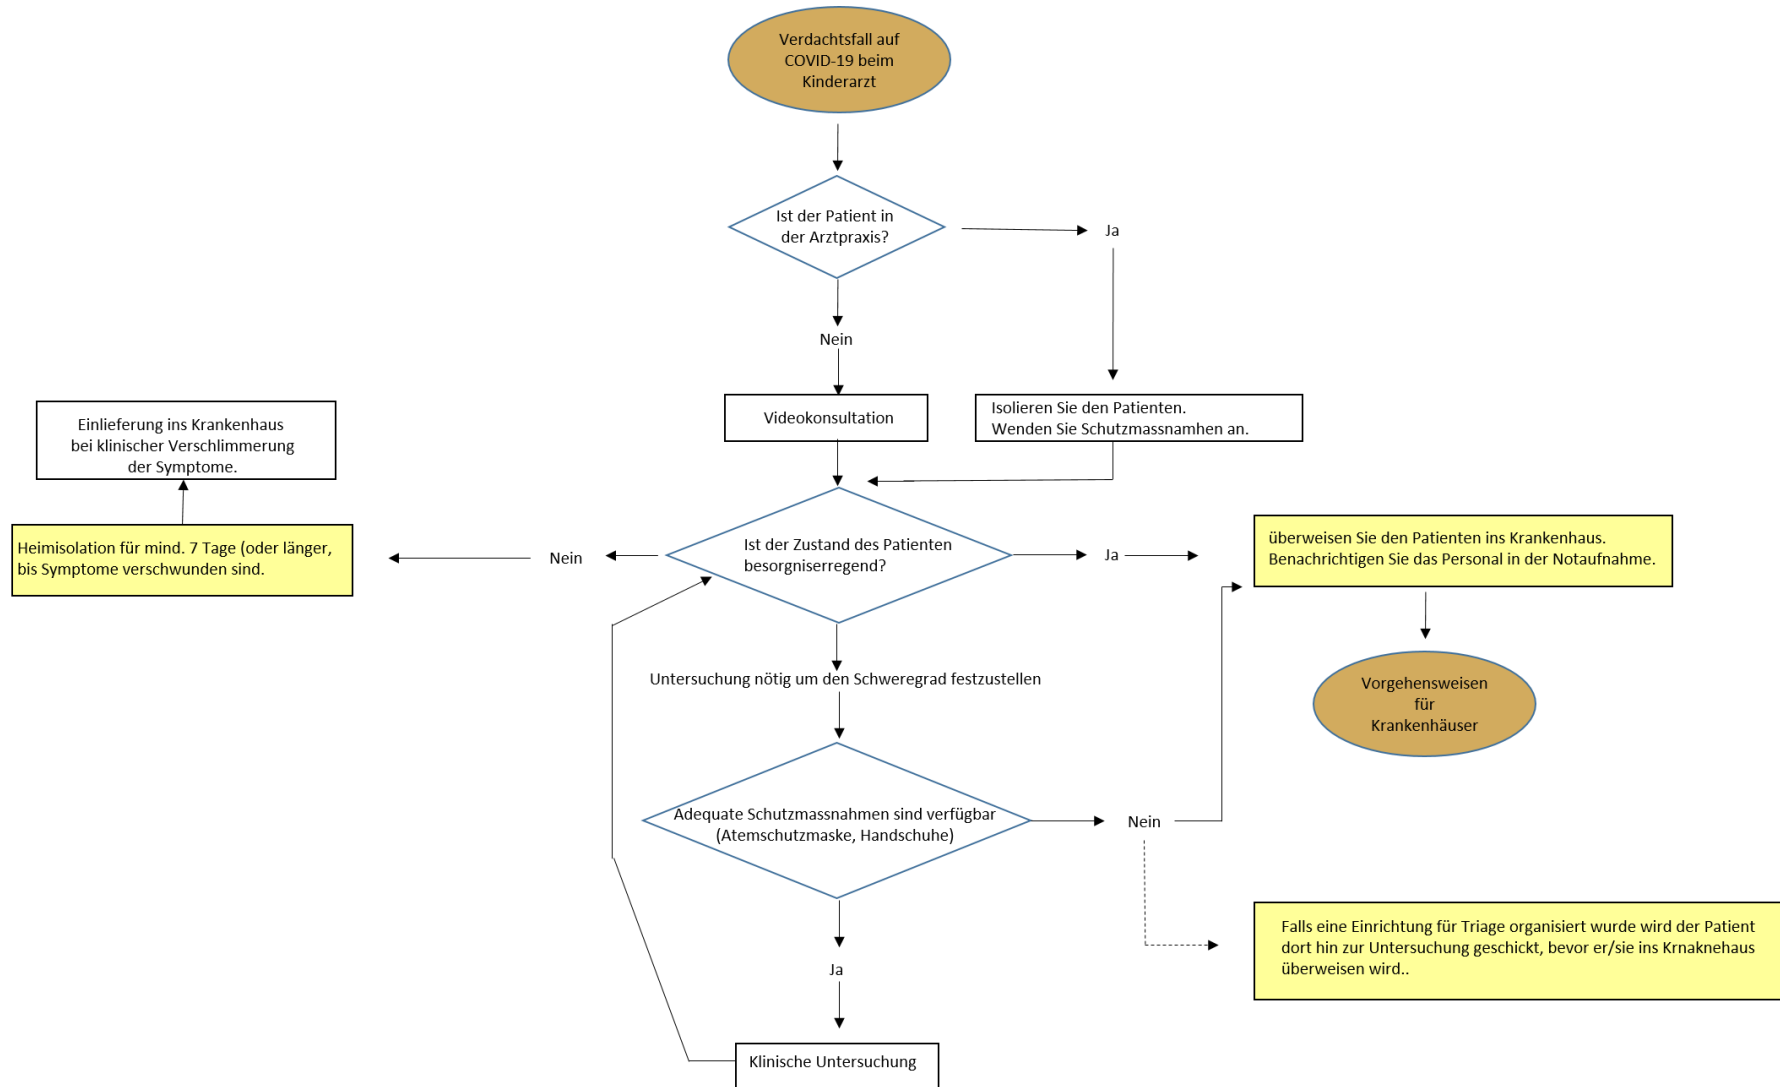 Verdachtsfall auf
COVID-19 beim
Kinderarzt
Ist der Patient in
der Arztpraxis?
Ja
Nein
Videokonsultation
Isolieren Sie den Patienten.
Wenden Sie Schutzmassnamhen an.
Einlieferung ins Krankenhaus
bei klinischer Verschlimmerung
der Symptome.
Heimisolation für mind. 7 Tage (oder länger,
bis Symptome verschwunden sind.
Nein
Ist der Zustand des Patienten
besorgniserregend?
Ja
überweisen Sie den Patienten ins Krankenhaus.
Benachrichtigen Sie das Personal in der Notaufnahme.
Untersuchung nötig um den Schweregrad festzustellen
Vorgehensweisen
für
Krankenhäuser
Adequate Schutzmassnahmen sind verfügbar
(Atemschutzmaske, Handschuhe)
Nein
Falls eine Einrichtung für Triage organisiert wurde wird der Patient
dort hin zur Untersuchung geschickt, bevor er/sie ins Krnaknehaus
überweisen wird..
Ja
Klinische Untersuchung